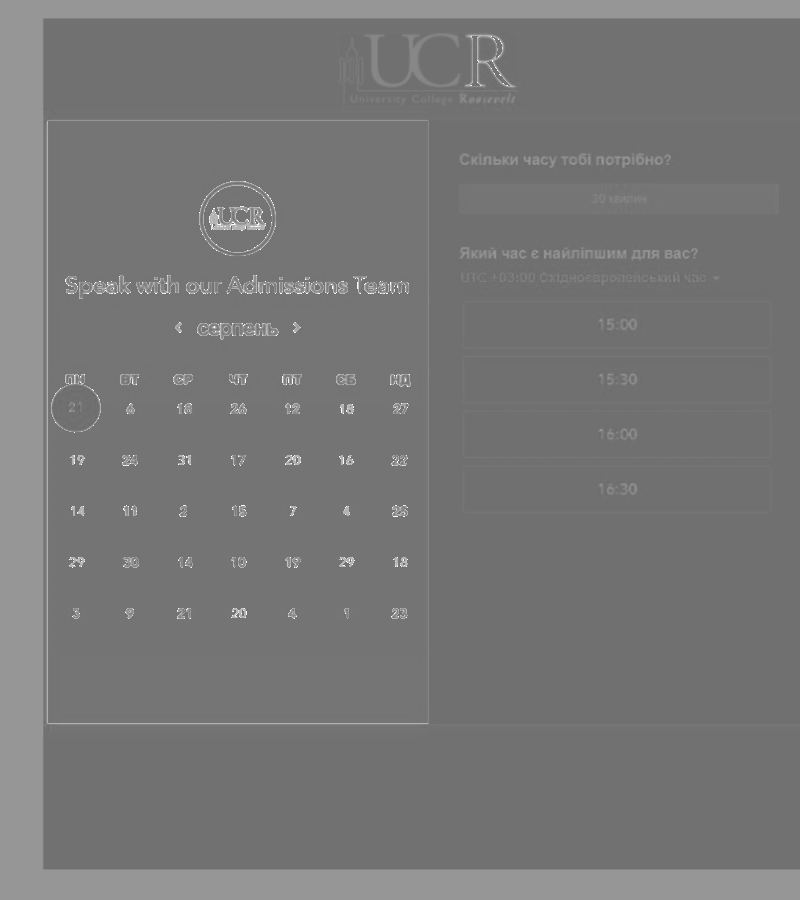 UCR
University College Roosevelt
UCR
Speak with our Admissions Team
серпень
ПН ВТ СР ЧТ ПТ СБ НД
21 6 18 26 12 18 27
19 24 31 17 20 16 22
14 11 2 15 7 4 25
29 30 14 10 19 29 18
3 9 21 20 4 1 23
Скільки часу тобі потрібно?
30 хвилин
Який час є найліпшим для вас?
UTC +03:00 Східноєвропейський час
15:00
15:30
16:00
16:30